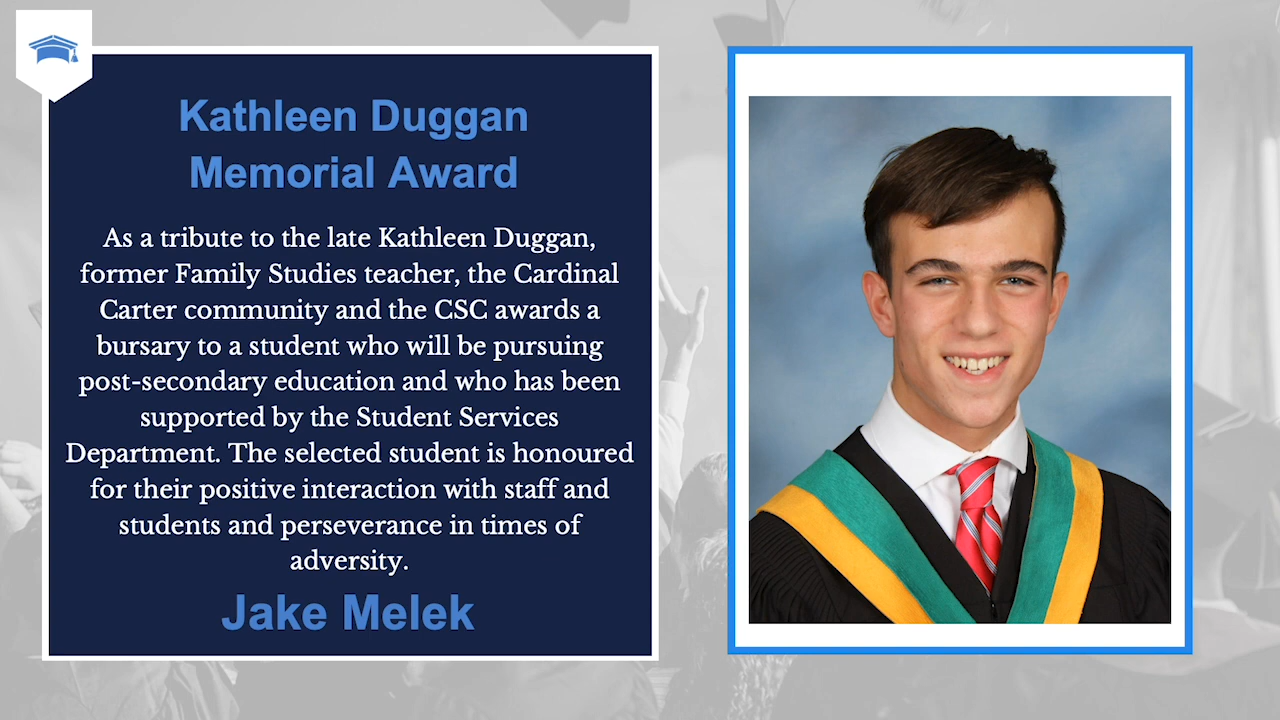 Kathleen Duggan
Memorial Award
As a tribute to the late Kathleen Duggan,
former Family Studies teacher, the Cardinal
Carter community and the CSC awards a
bursary to a student who will be pursuing
post-secondary education and who has been
supported by the Student Services
Department. The selected student is honoured
for their positive interaction with staff and
students and perseverance in times of
adversity.
Jake Melek